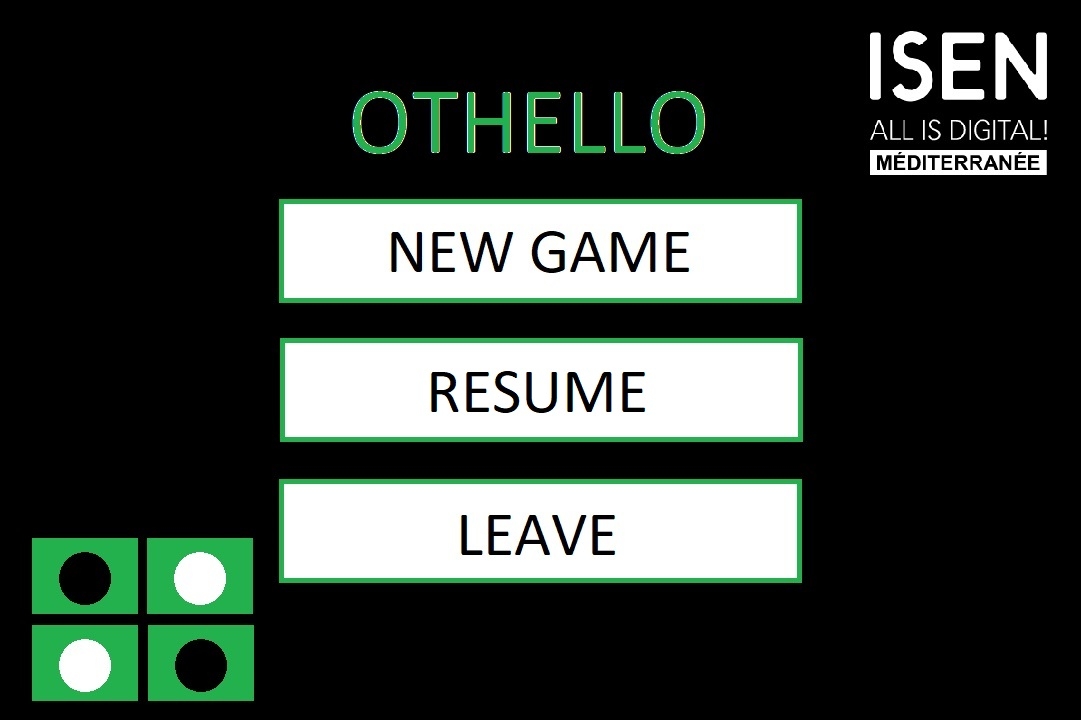 ISEN
ALL IS DIGITAL!
MÉDITERRANÉE
OTHELLO
NEW GAME
RESUME
LEAVE